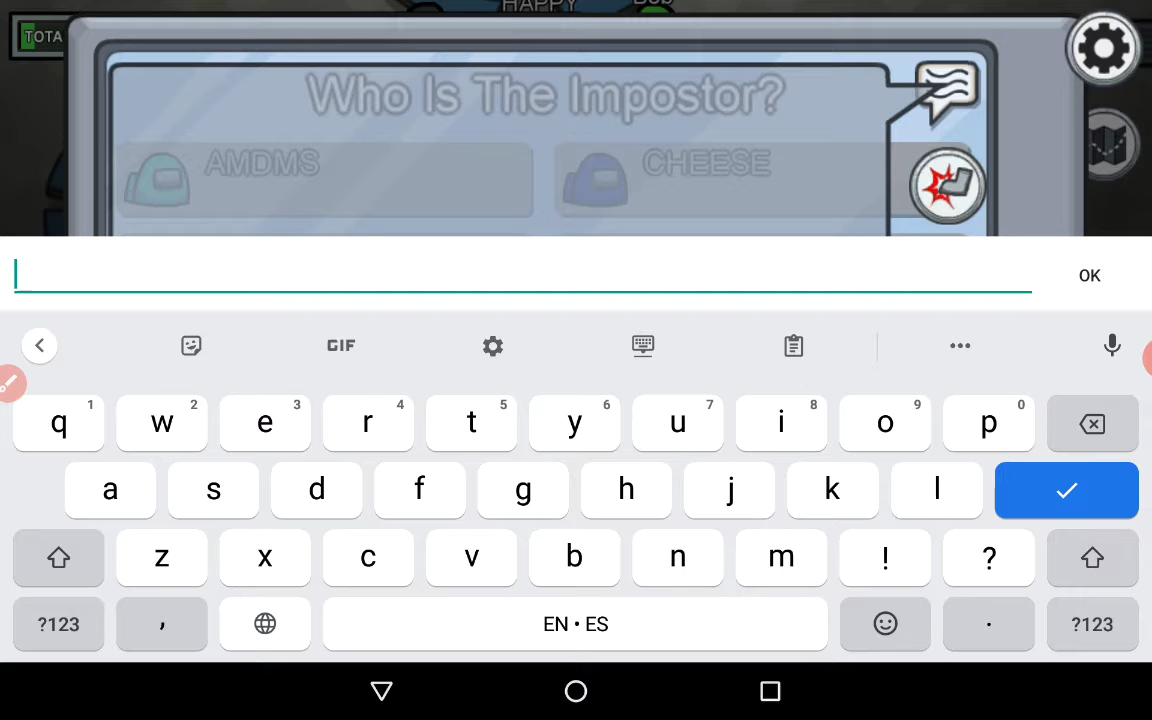 HAPPY Bob
TOTA
Who Is The Impostor?
AMDMS CHEESE
OK
GIF
q 1 w 2 e 3 r 4 t 5 y 6 u 7 i 8 o 9 p 0
a s d f g h j k l
z x c v b n m ! ?
?123 , EN • ES . ?123